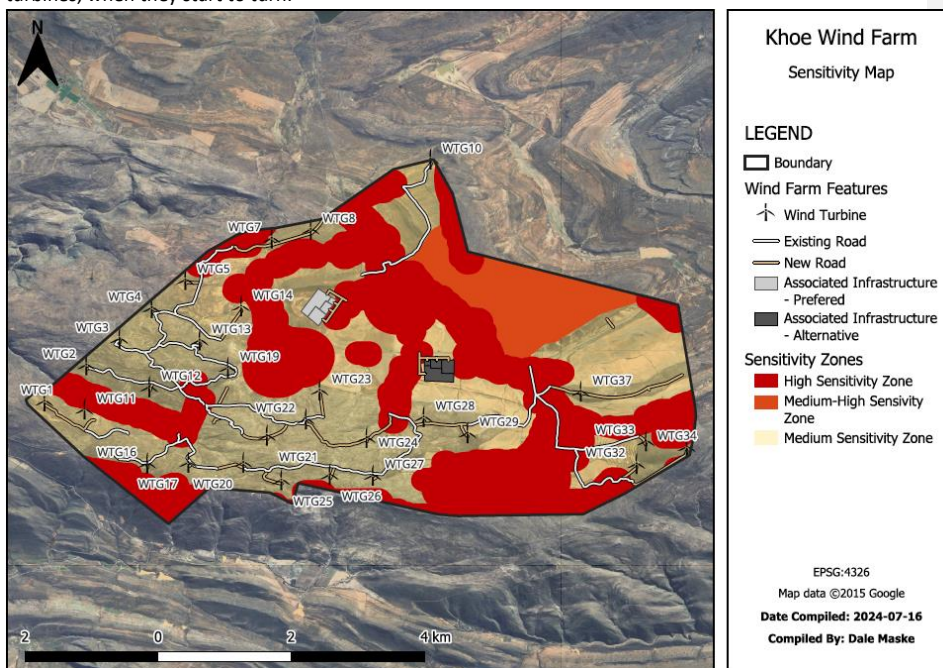 turbines, when they start to turn.
N
WTG10
WTG7
WTG8
WTG5
WTG4
WTG14
WTG3
WTG13
WTG2
WTG19
WTG1
WTG12
WTG23
WTG37
WTG11
WTG22
WTG28
WTG29
WTG24
WTG33
WTG34
WTG16
WTG21
WTG27
WTG32
WTG17
WTG20
WTG25
WTG26
2 0 2 4 km
Khoe Wind Farm
Sensitivity Map
LEGEND
Boundary
Wind Farm Features
Wind Turbine
Existing Road
New Road
Associated Infrastructure
- Prefered
Associated Infrastructure
- Alternative
Sensitivity Zones
High Sensitivity Zone
Medium-High Sensivity
Zone
Medium Sensitivity Zone
EPSG:4326
Map data ©2015 Google
Date Compiled: 2024-07-16
Compiled By: Dale Maske